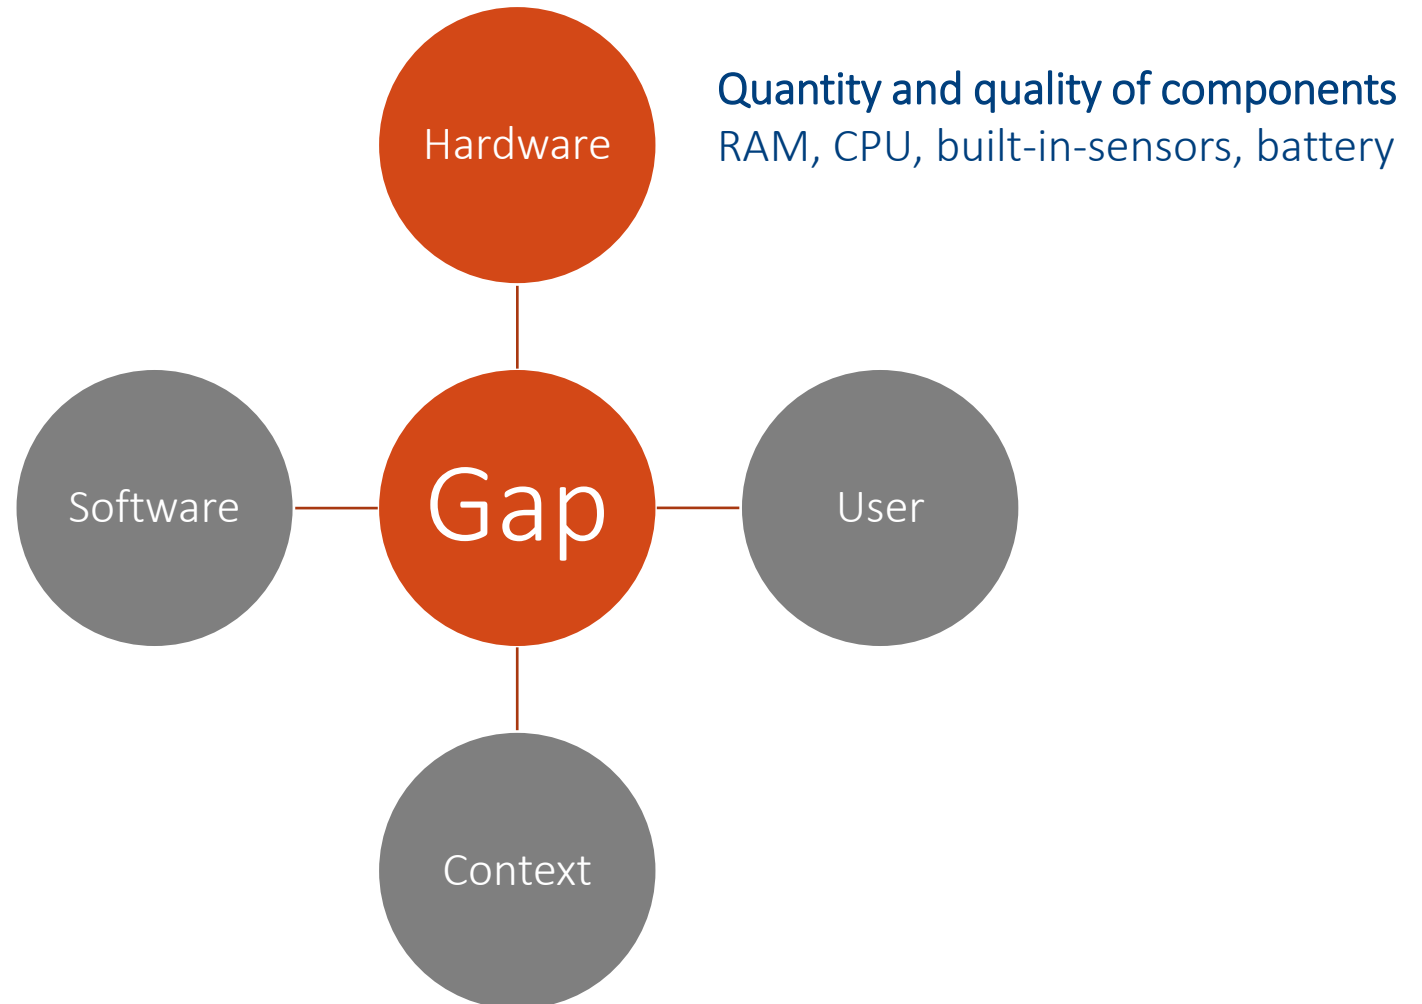 Hardware
Quantity and quality of components
RAM, CPU, built-in-sensors, battery
Software
Gap
User
Context